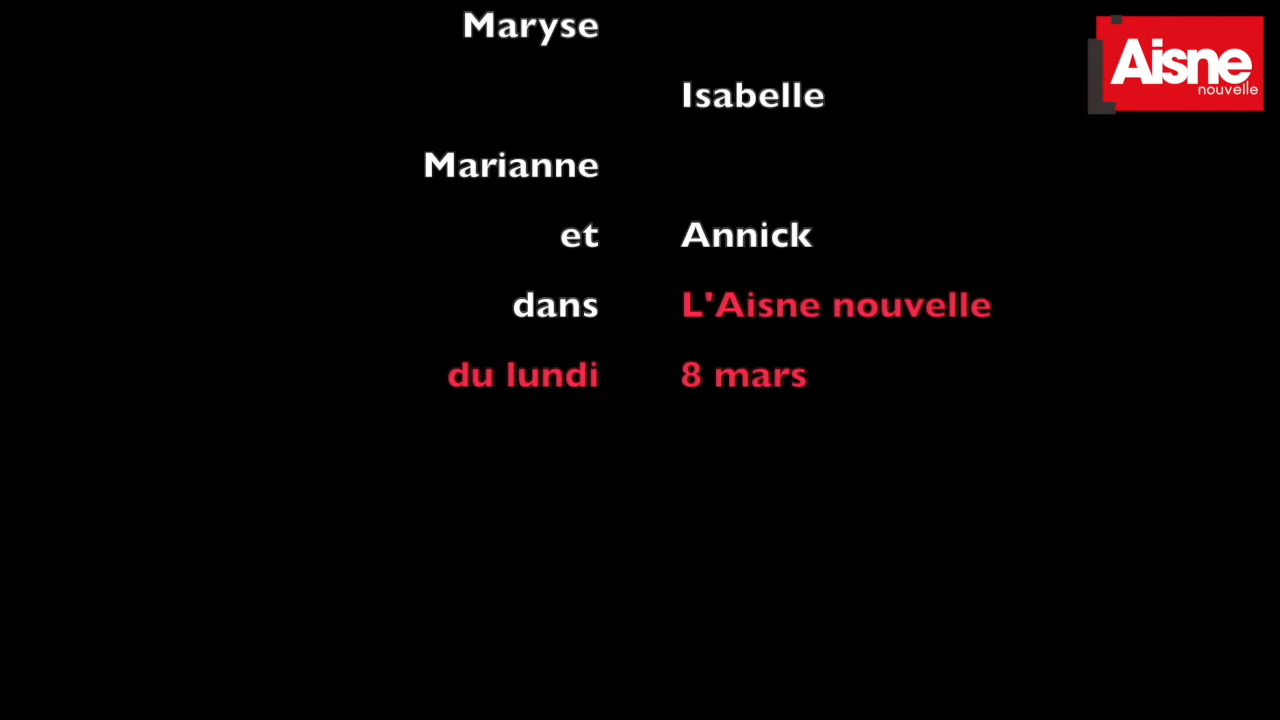 Maryse
Isabelle
Marianne
et Annick
dans L'Aisne nouvelle
du lundi 8 mars
Aisne
nouvelle